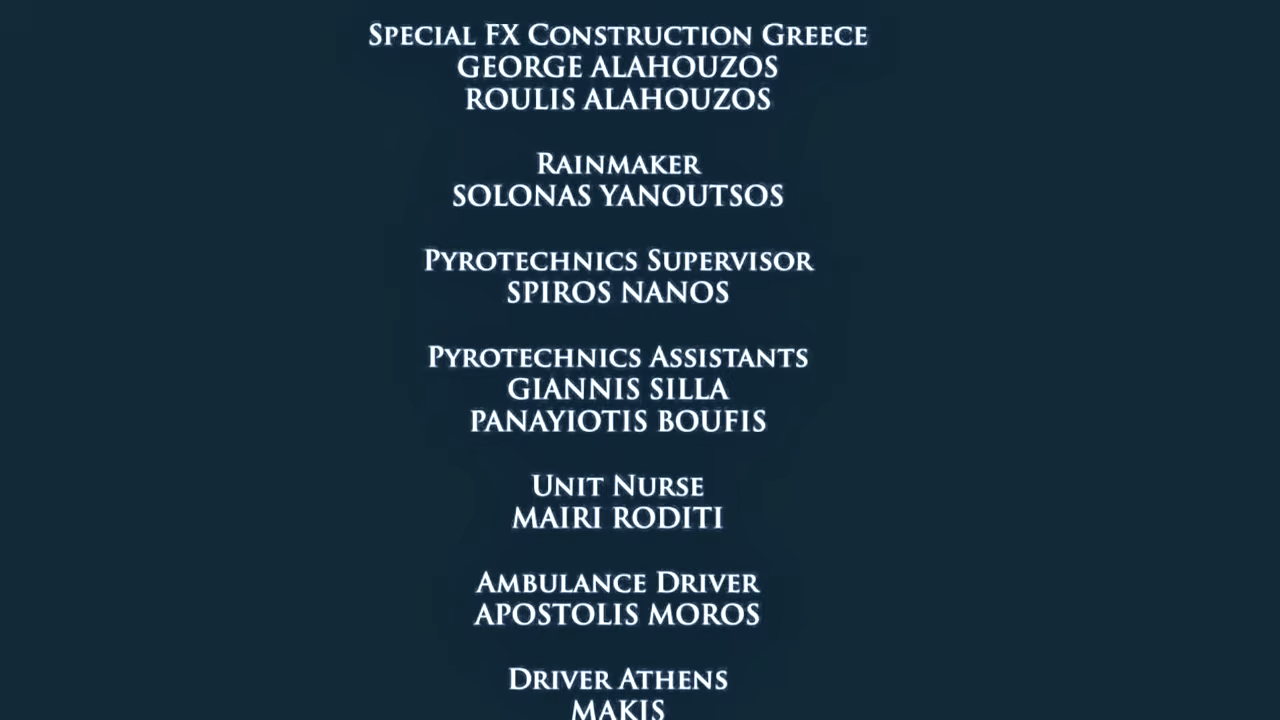 Special FX Construction Greece
GEORGE ALAHOUZOS
ROULIS ALAHOUZOS
Rainmaker
SOLONAS YANOUTSOS
Pyrotechnics Supervisor
SPIROS NANOS
Pyrotechnics Assistants
GIANNIS SILLA
PANAYIOTIS BOUFIS
Unit Nurse
MAIRI RODITI
Ambulance Driver
APOSTOLIS MOROS
Driver Athens
MAKIS